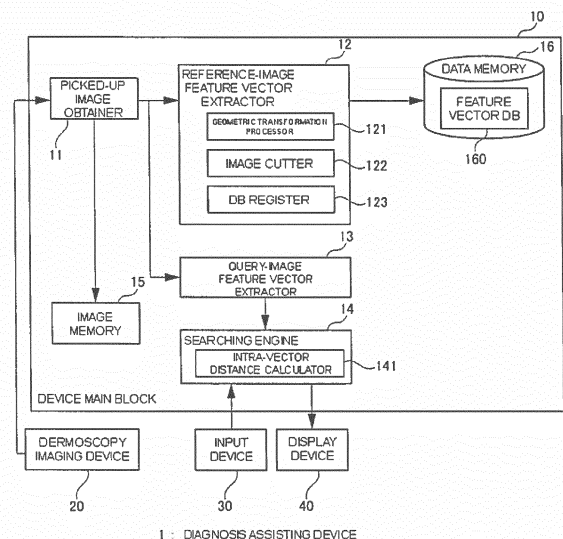 10
12
16
PICKED-UP
IMAGE
OBTAINER
11
REFERENCE-IMAGE
FEATURE VECTOR
EXTRACTOR
GEOMETRIC TRANSFORMATION
PROCESSOR
121
IMAGE CUTTER
122
DB REGISTER
123
DATA MEMORY
FEATURE
VECTOR DB
160
13
QUERY-IMAGE
FEATURE VECTOR
EXTRACTOR
15
IMAGE
MEMORY
14
SEARCHING ENGINE
INTRA-VECTOR
DISTANCE CALCULATOR
141
DEVICE MAIN BLOCK
DERMOSCOPY
IMAGING DEVICE
20
INPUT
DEVICE
30
DISPLAY
DEVICE
40
1 : DIAGNOSIS ASSISTING DEVICE